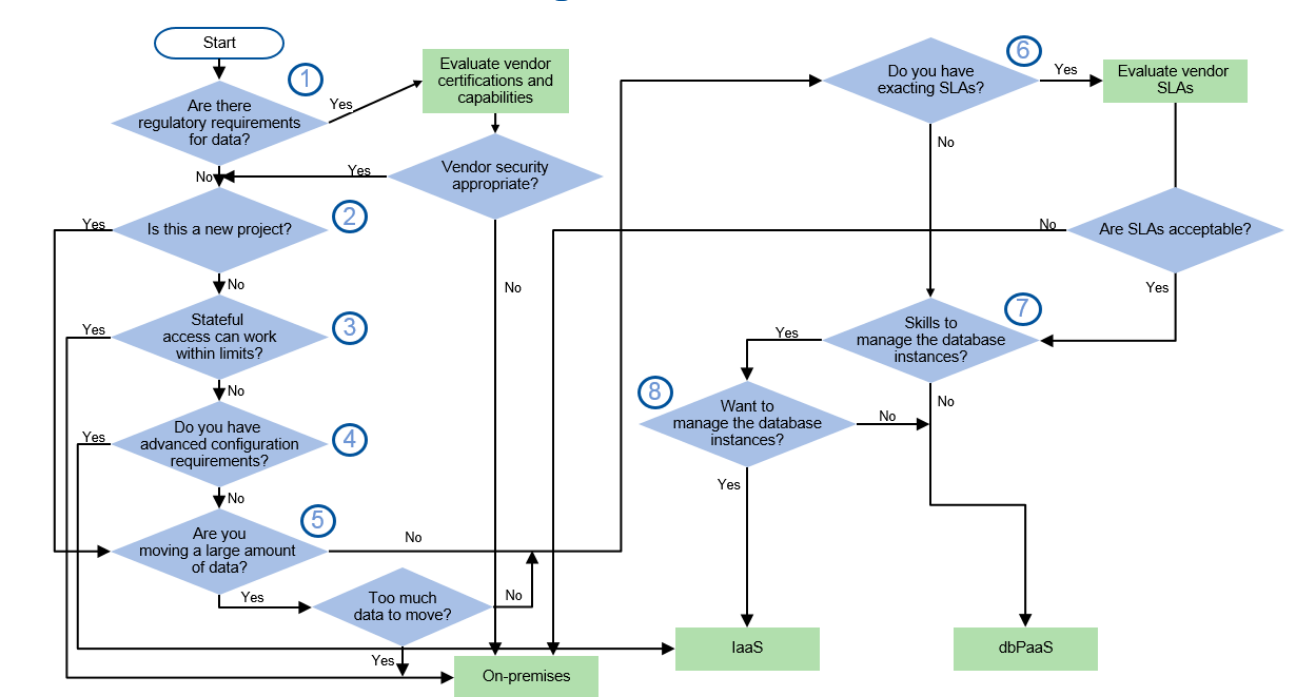 Start
1
Are there
regulatory requirements
for data?
Yes
Evaluate vendor
certifications and
capabilities
No
Yes
Vendor security
appropriate?
No
Yes
Is this a new project?
2
No
Yes
Stateful
access can work
within limits?
3
No
Yes
Do you have
advanced configuration
requirements?
4
No
Are you
moving a large amount
of data?
5
No
Yes
Too much
data to move?
No
Yes
On-premises
Do you have
exacting SLAs?
6
Yes
Evaluate vendor
SLAs
No
Are SLAs acceptable?
No
Yes
Skills to
manage the database
instances?
7
Yes
No
8
Want to
manage the database
instances?
No
Yes
IaaS
dbPaaS